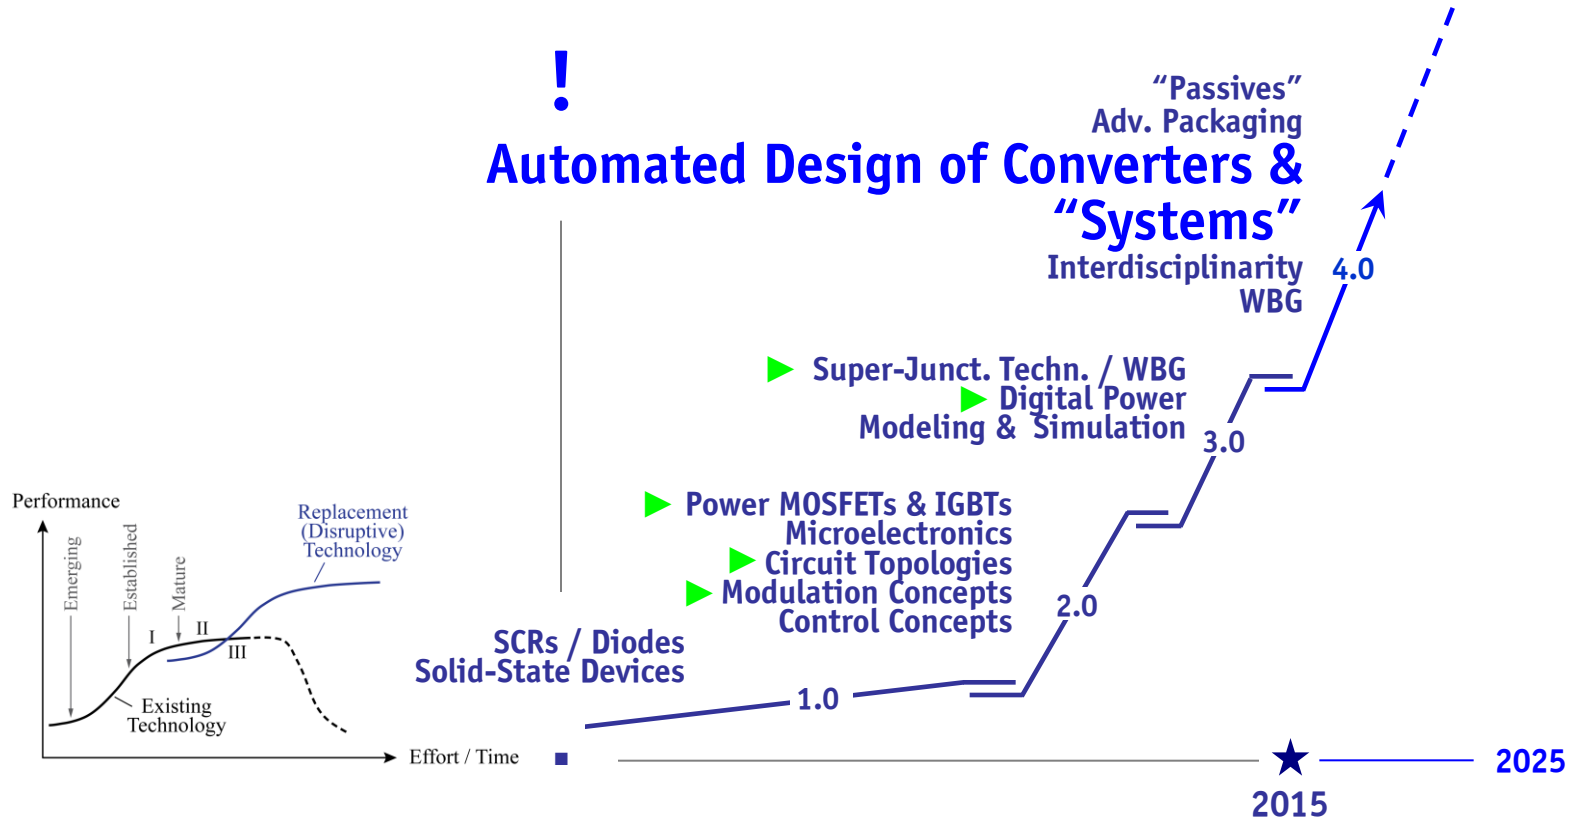 !
“Passives”
Adv. Packaging
Automated Design of Converters &
“Systems”
Interdisciplinarity
WBG
4.0
Super-Junct. Techn. / WBG
Digital Power
Modeling & Simulation
3.0
Power MOSFETs & IGBTs
Microelectronics
Circuit Topologies
Modulation Concepts
Control Concepts
2.0
SCRs / Diodes
Solid-State Devices
1.0
Performance
Emerging
Established
Mature
Replacement
(Disruptive)
Technology
I
II
III
Existing
Technology
Effort / Time
2015
2025